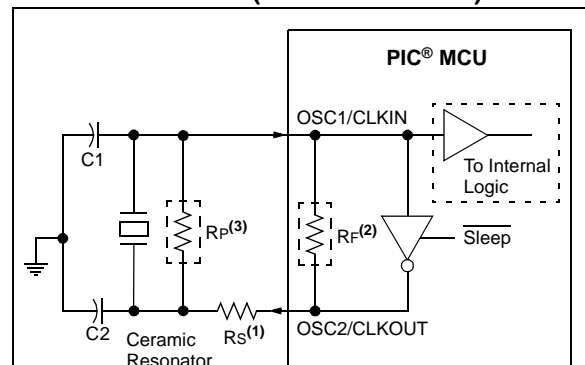 PIC® MCU
OSC1/CLKIN
C1
To Internal
Logic
RP(3)
RF(2)
Sleep
C2
Ceramic
Resonator
RS(1)
OSC2/CLKOUT